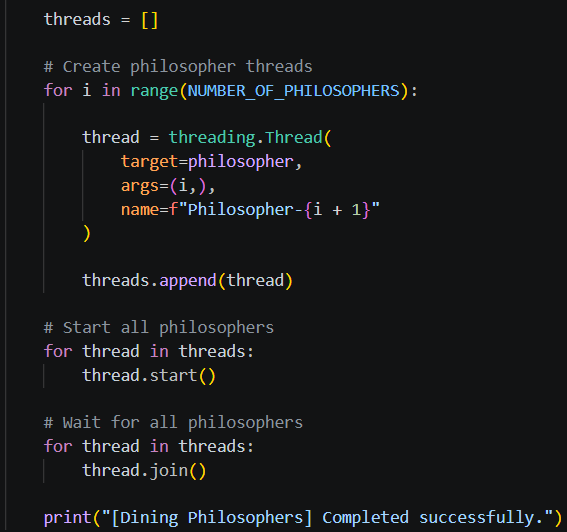 threads = []
# Create philosopher threads
for i in range(NUMBER_OF_PHILOSOPHERS):
    thread = threading.Thread(
        target=philosopher,
        args=(i,),
        name=f"Philosopher-{i + 1}"
    )
    threads.append(thread)
# Start all philosophers
for thread in threads:
    thread.start()
# Wait for all philosophers
for thread in threads:
    thread.join()
print("[Dining Philosophers] Completed successfully.")